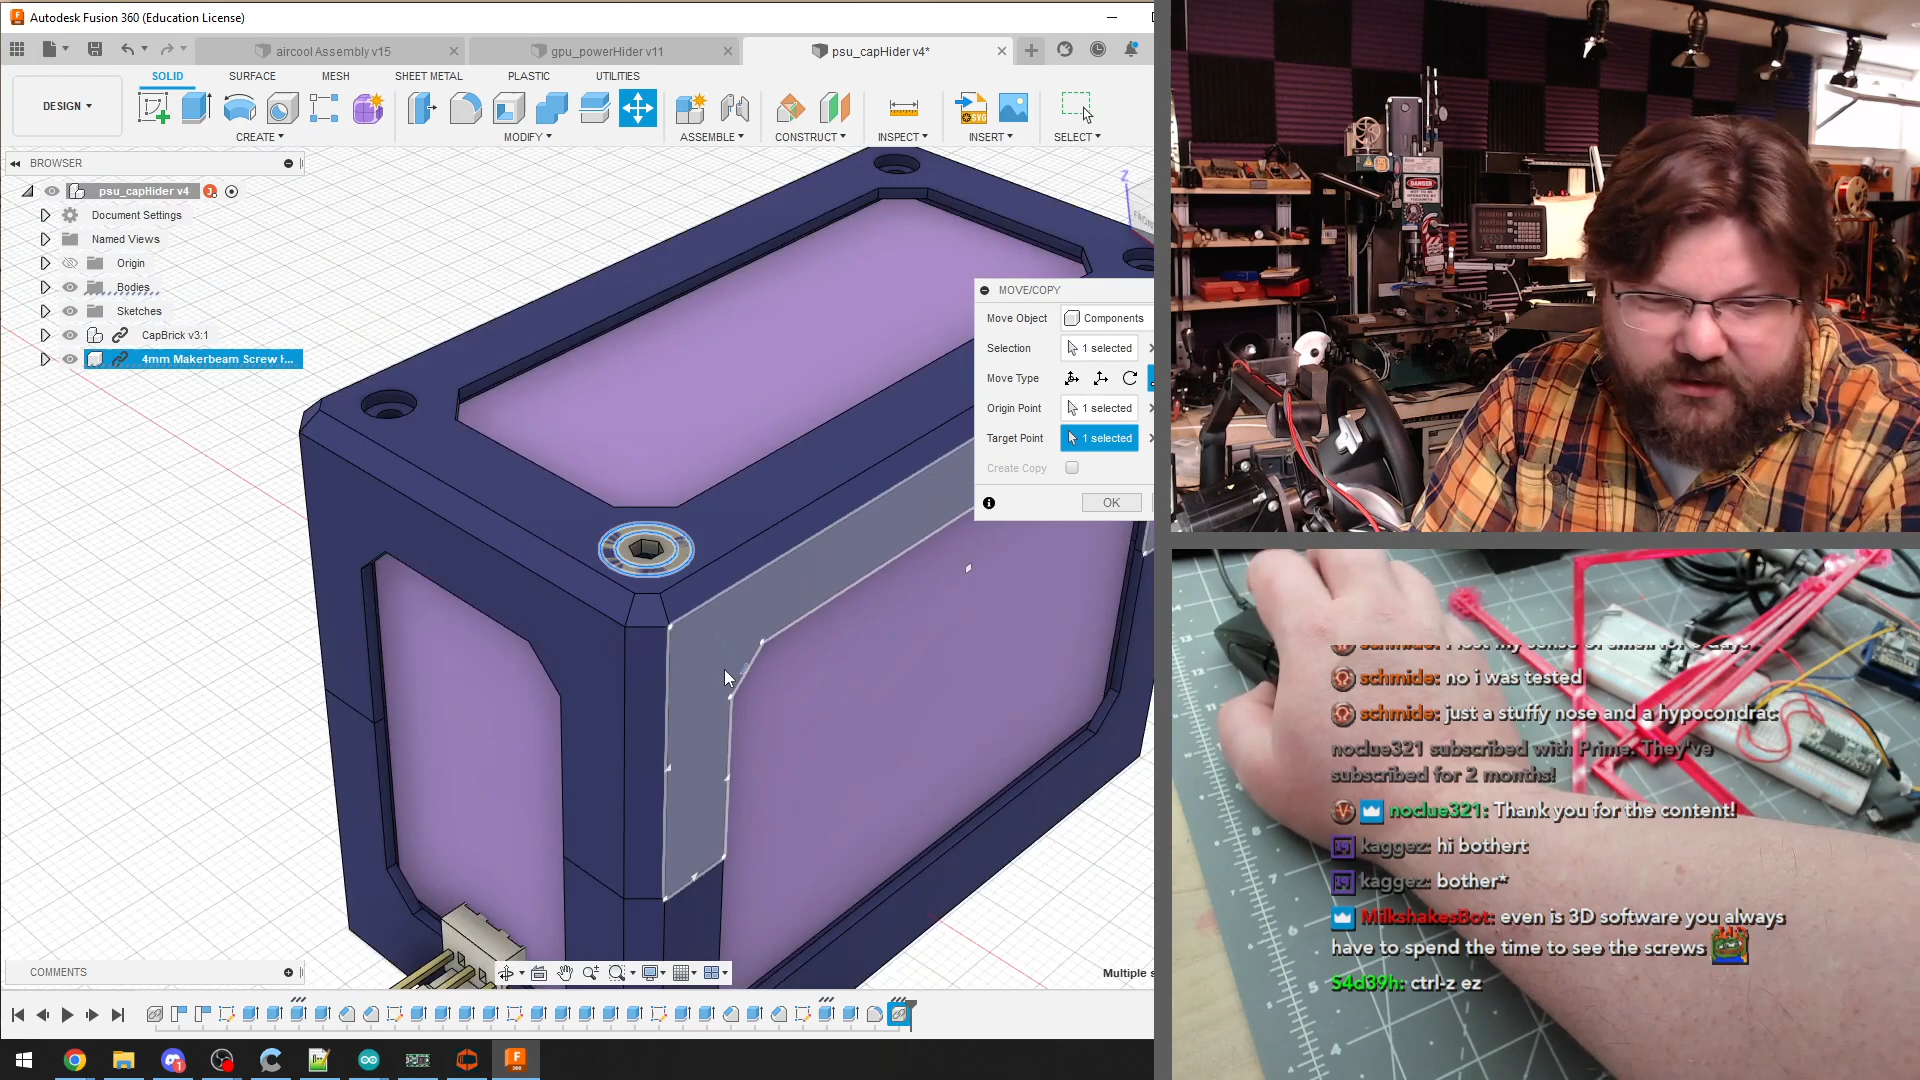 Autodesk Fusion 360 (Education License)
aircool Assembly v15
gpu_powerHider v11
psu_capHider v4*
SOLID
SURFACE
MESH
SHEET METAL
PLASTIC
UTILITIES
DESIGN
CREATE
MODIFY
ASSEMBLE
CONSTRUCT
INSPECT
INSERT
SELECT
BROWSER
psu_capHider v4
Document Settings
Named Views
Origin
Bodies
Sketches
CapBrick v3:1
4mm Makerbeam Screw
Z
MOVE/COPY
Move Object
Components
Selection
1 selected
Move Type
Origin Point
1 selected
Target Point
1 selected
Create Copy
OK
COMMENTS
Multiple s
DANGER
schmide: no i was tested
schmide: just a stuffy nose and a hypocondrac
noclue321 subscribed with Prime. They've
subscribed for 2 months!
noclue321: Thank you for the content!
kaggez: hi bothert
kaggez: bother*
MilkshakesBot: even is 3D software you always
have to spend the time to see the screws
S4d39h: ctrl-z ez